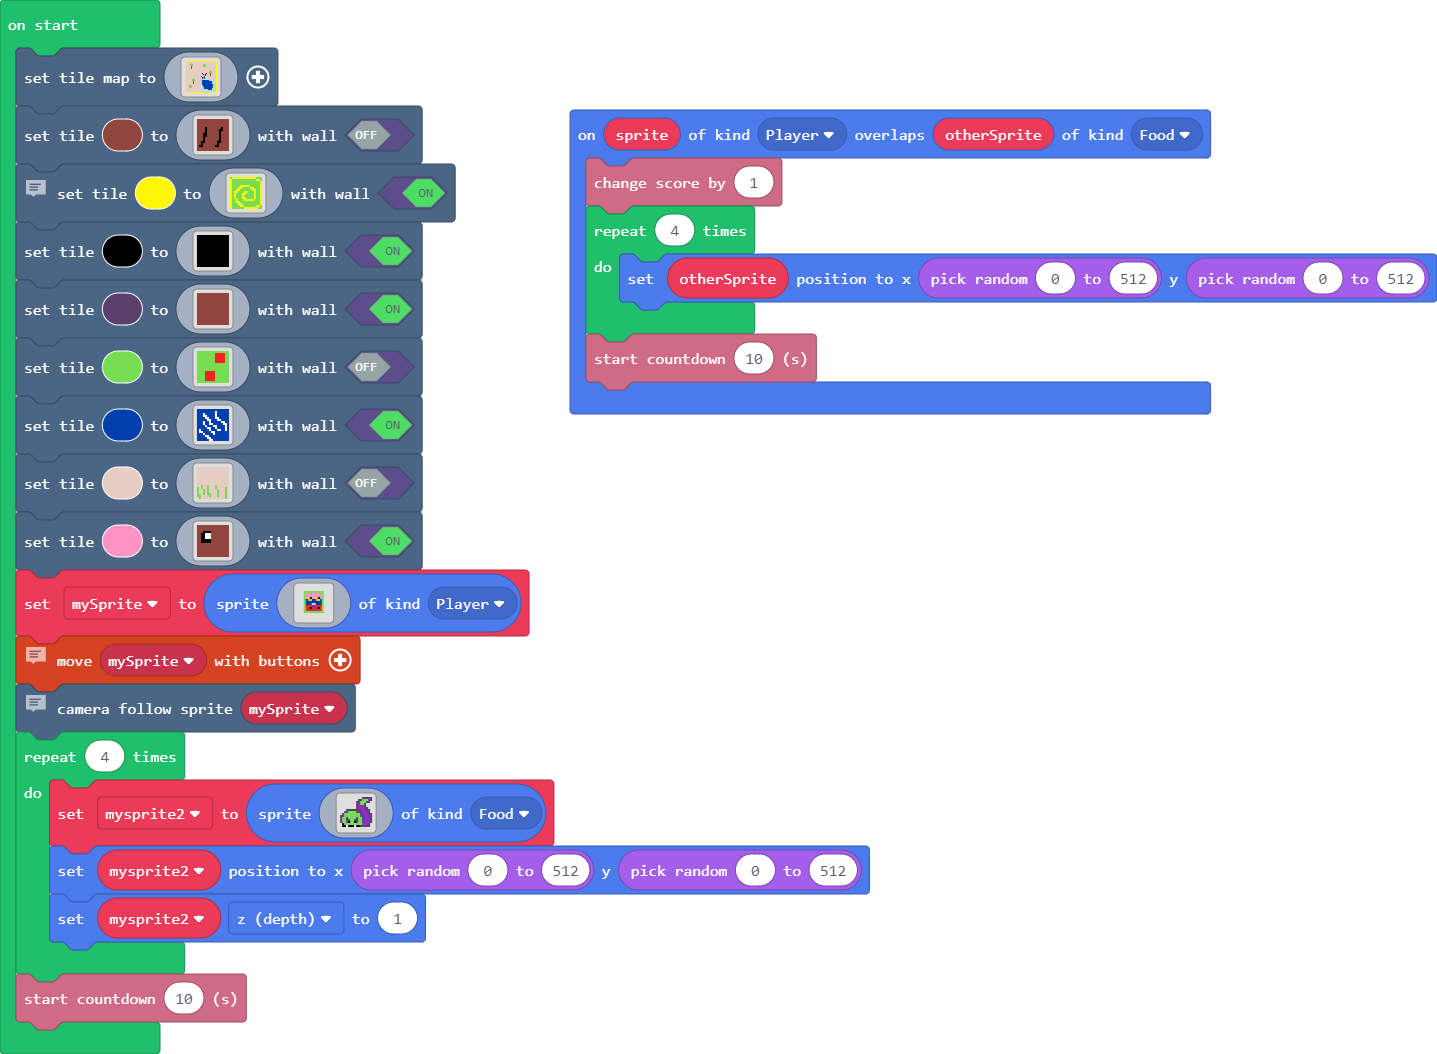 on start
set tile map to
set tile to with wall OFF
set tile to with wall ON
set tile to with wall ON
set tile to with wall ON
set tile to with wall OFF
set tile to with wall ON
set tile to with wall OFF
set tile to with wall ON
set mySprite to sprite of kind Player
move mySprite with buttons
camera follow sprite mySprite
repeat 4 times
do
set mysprite2 to sprite of kind Food
set mysprite2 position to x pick random 0 to 512 y pick random 0 to 512
set mysprite2 z (depth) to 1
start countdown 10 (s)
on sprite of kind Player overlaps otherSprite of kind Food
change score by 1
repeat 4 times
do set otherSprite position to x pick random 0 to 512 y pick random 0 to 512
start countdown 10 (s)